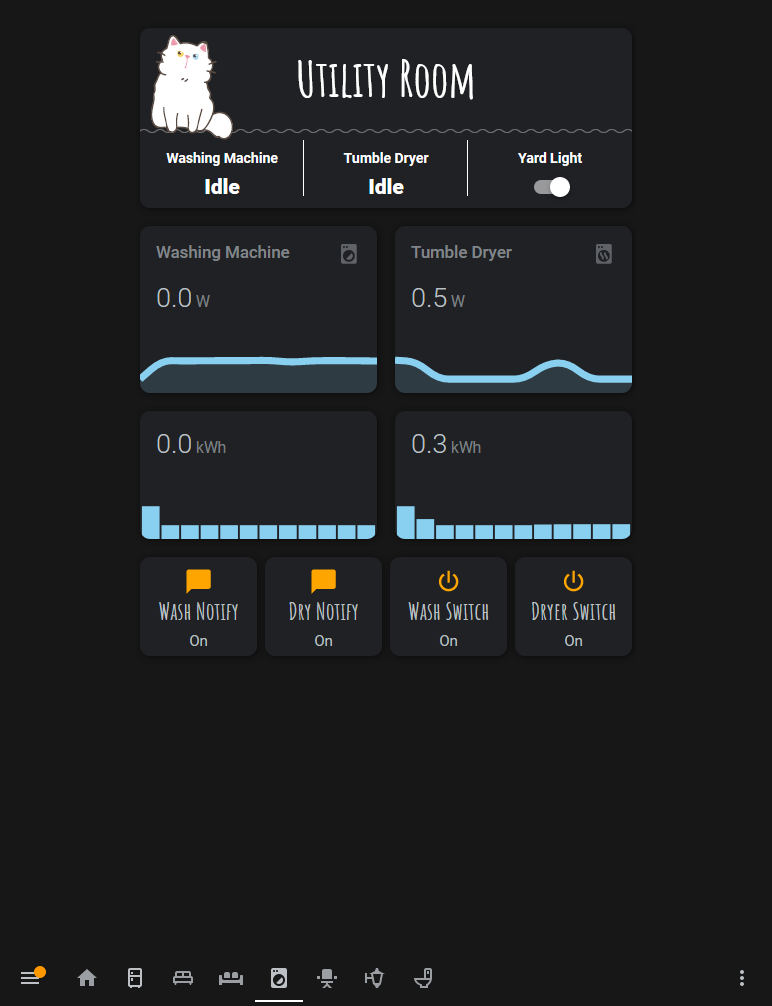 Utility Room
Washing Machine Tumble Dryer Yard Light
Idle Idle
Washing Machine Tumble Dryer
0.0 W 0.5 W
0.0 kWh 0.3 kWh
Wash Notify Dry Notify Wash Switch Dryer Switch
On On On On